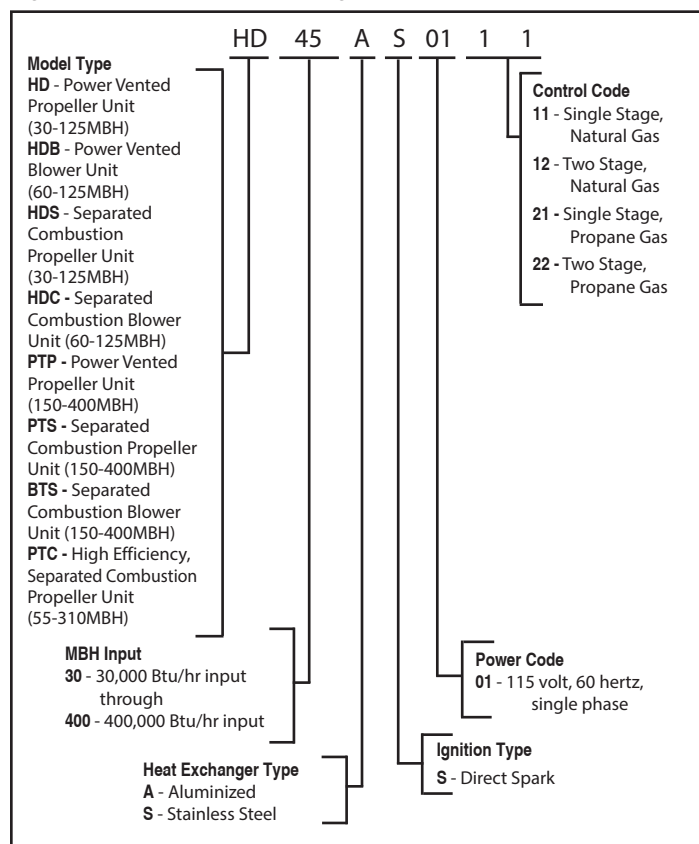 HD 45 A S 01 1 1
Model Type
HD - Power Vented
Propeller Unit
(30-125MBH)
HDB - Power Vented
Blower Unit
(60-125MBH)
HDS - Separated
Combustion
Propeller Unit
(30-125MBH)
HDC - Separated
Combustion Blower
Unit (60-125MBH)
PTP - Power Vented
Propeller Unit
(150-400MBH)
PTS - Separated
Combustion Propeller
Unit (150-400MBH)
BTS - Separated
Combustion Blower
Unit (150-400MBH)
PTC - High Efficiency,
Separated Combustion
Propeller Unit
(55-310MBH)
Control Code
11 - Single Stage,
Natural Gas
12 - Two Stage,
Natural Gas
21 - Single Stage,
Propane Gas
22 - Two Stage,
Propane Gas
MBH Input
30 - 30,000 Btu/hr input
through
400 - 400,000 Btu/hr input
Power Code
01 - 115 volt, 60 hertz,
single phase
Heat Exchanger Type
A - Aluminized
S - Stainless Steel
Ignition Type
S - Direct Spark